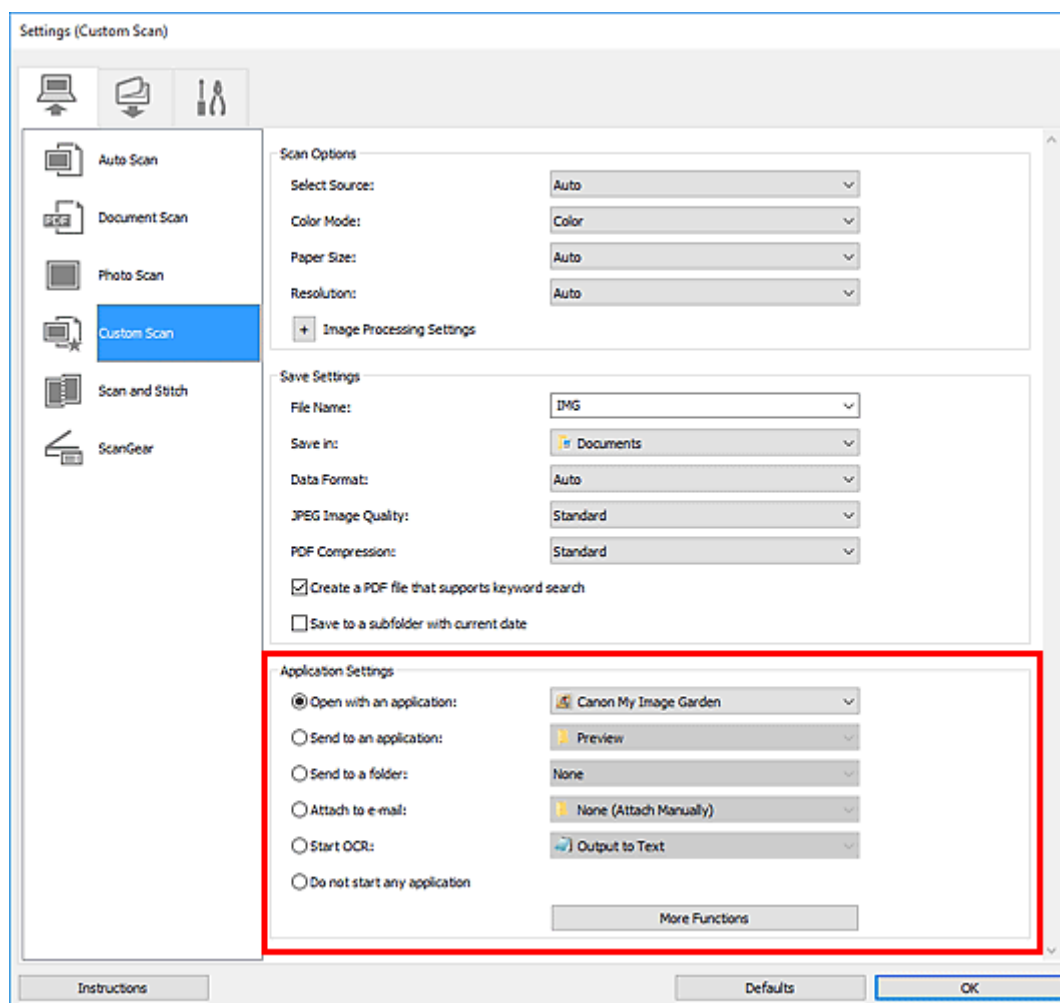 Settings (Custom Scan)
Auto Scan
PDF
Document Scan
Photo Scan
Custom Scan
Scan and Stitch
ScanGear
Scan Options
Select Source: Auto
Color Mode: Color
Paper Size: Auto
Resolution: Auto
+ Image Processing Settings
Save Settings
File Name: IMG
Save in: Documents
Data Format: Auto
JPEG Image Quality: Standard
PDF Compression: Standard
Create a PDF file that supports keyword search
Save to a subfolder with current date
Application Settings
Open with an application: Canon My Image Garden
Send to an application: Preview
Send to a folder: None
Attach to e-mail: None (Attach Manually)
Start OCR: Output to Text
Do not start any application
More Functions
Instructions
Defaults
OK